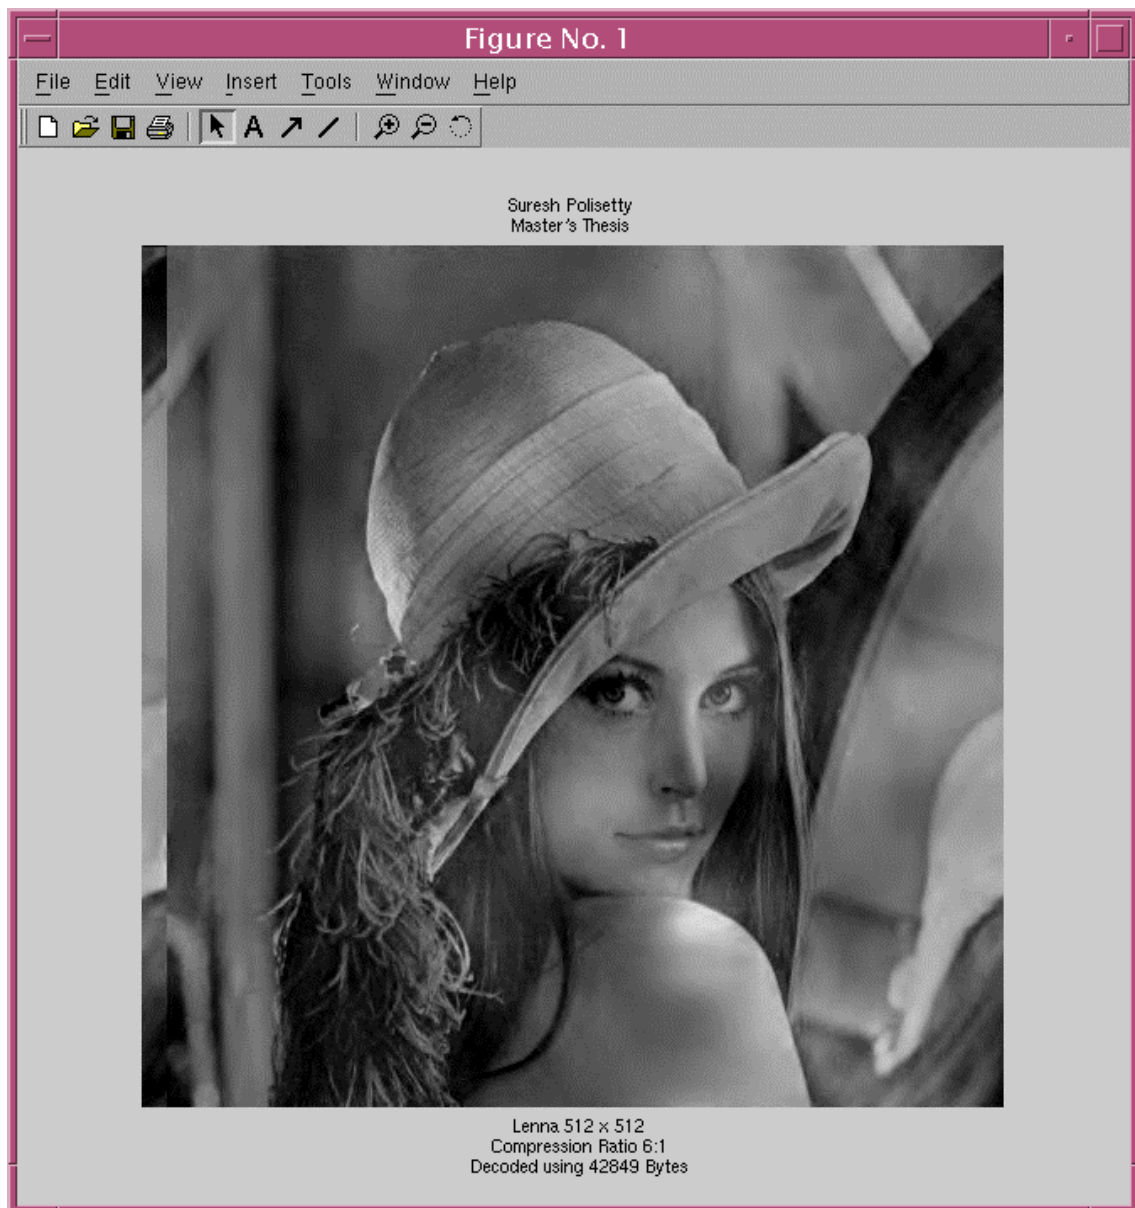 Figure No. 1
File Edit View Insert Tools Window Help
A
Suresh Polisetty
Master's Thesis
Lenna 512 x 512
Compression Ratio 6:1
Decoded using 42849 Bytes